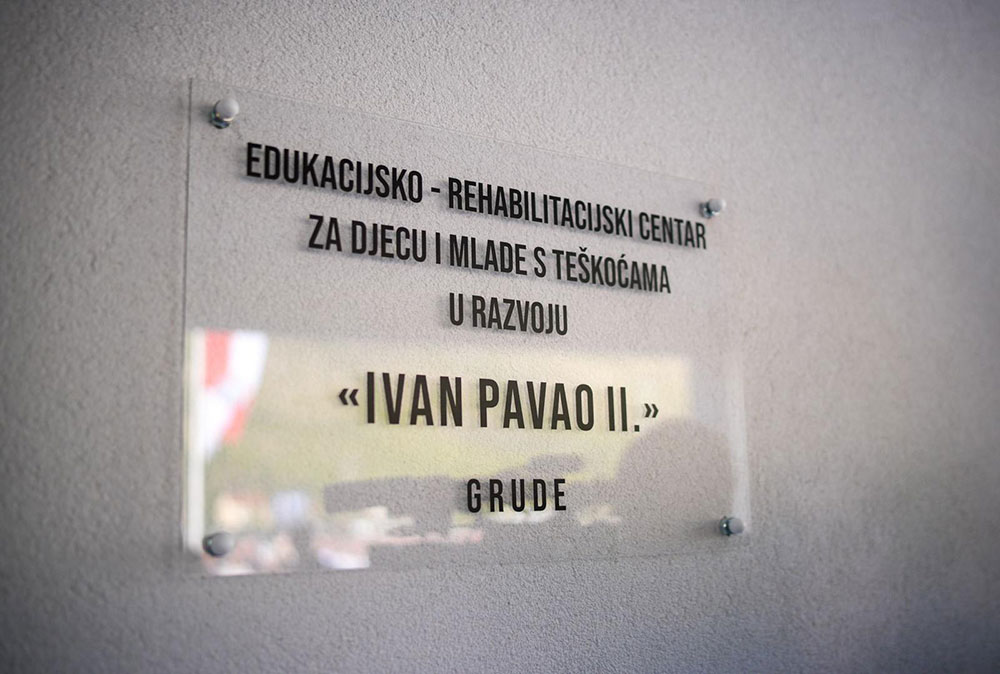 EDUKACIJSKO - REHABILITACIJSKI CENTAR
ZA DJECU I MLADE S TEŠKOĆAMA
U RAZVOJU
«IVAN PAVAO II.»
GRUDE